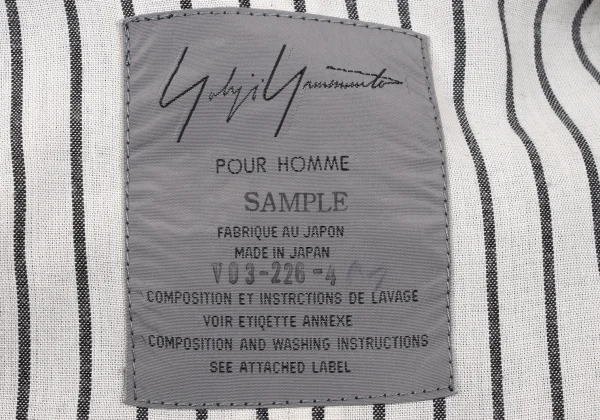 Yohji Yamamoto
POUR HOMME
SAMPLE
FABRIQUE AU JAPON
MADE IN JAPAN
V03-226-4
COMPOSITION ET INSTRCTIONS DE LAVAGE
VOIR ETIQETTE ANNEXE
COMPOSITION AND WASHING INSTRUCTIONS
SEE ATTACHED LABEL